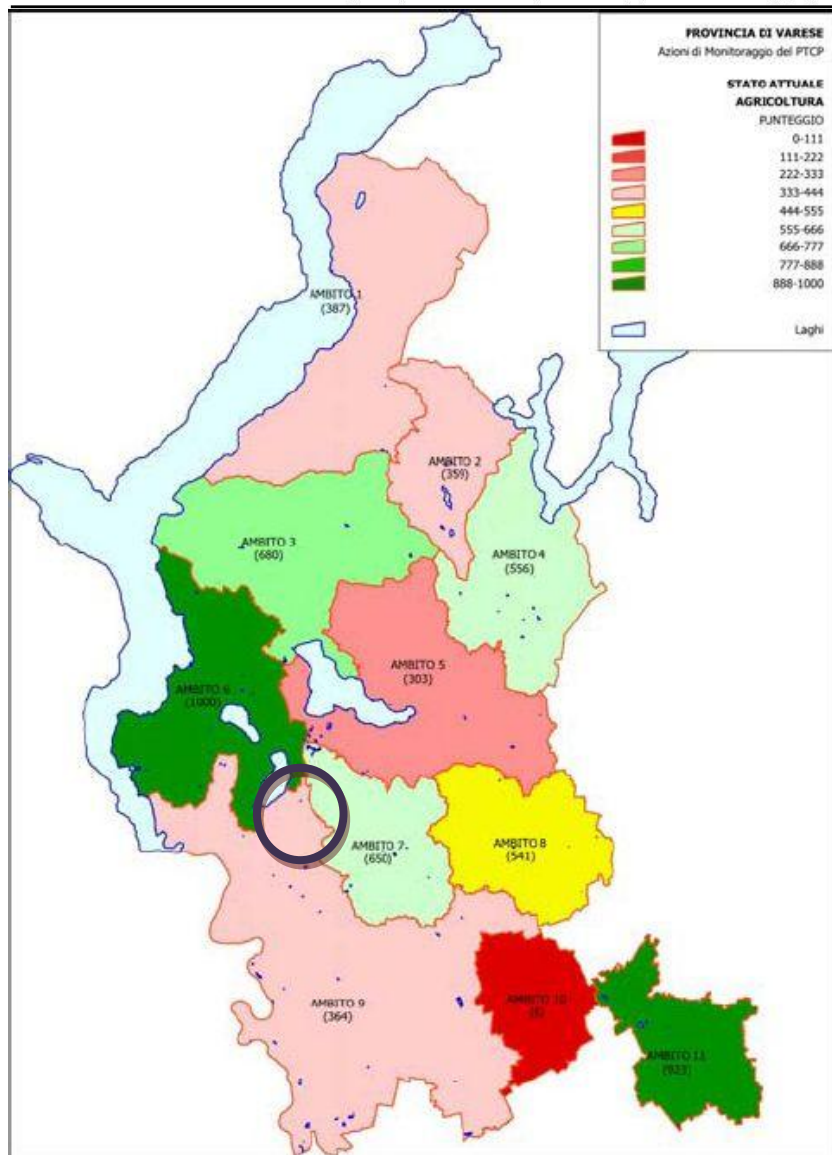 PROVINCIA DI VARESE
Azioni di Monitoraggio del PTCP
STATO ATTUALE
AGRICOLTURA
PUNTEGGIO
0-111
111-222
222-333
333-444
444-555
555-666
666-777
777-888
888-1000
Laghi
AMBITO 1
(387)
AMBITO 2
(359)
AMBITO 3
(680)
AMBITO 4
(556)
AMBITO 5
(303)
AMBITO 6
(1000)
AMBITO 7
(650)
AMBITO 8
(541)
AMBITO 9
(364)
AMBITO 10
AMBITO 11